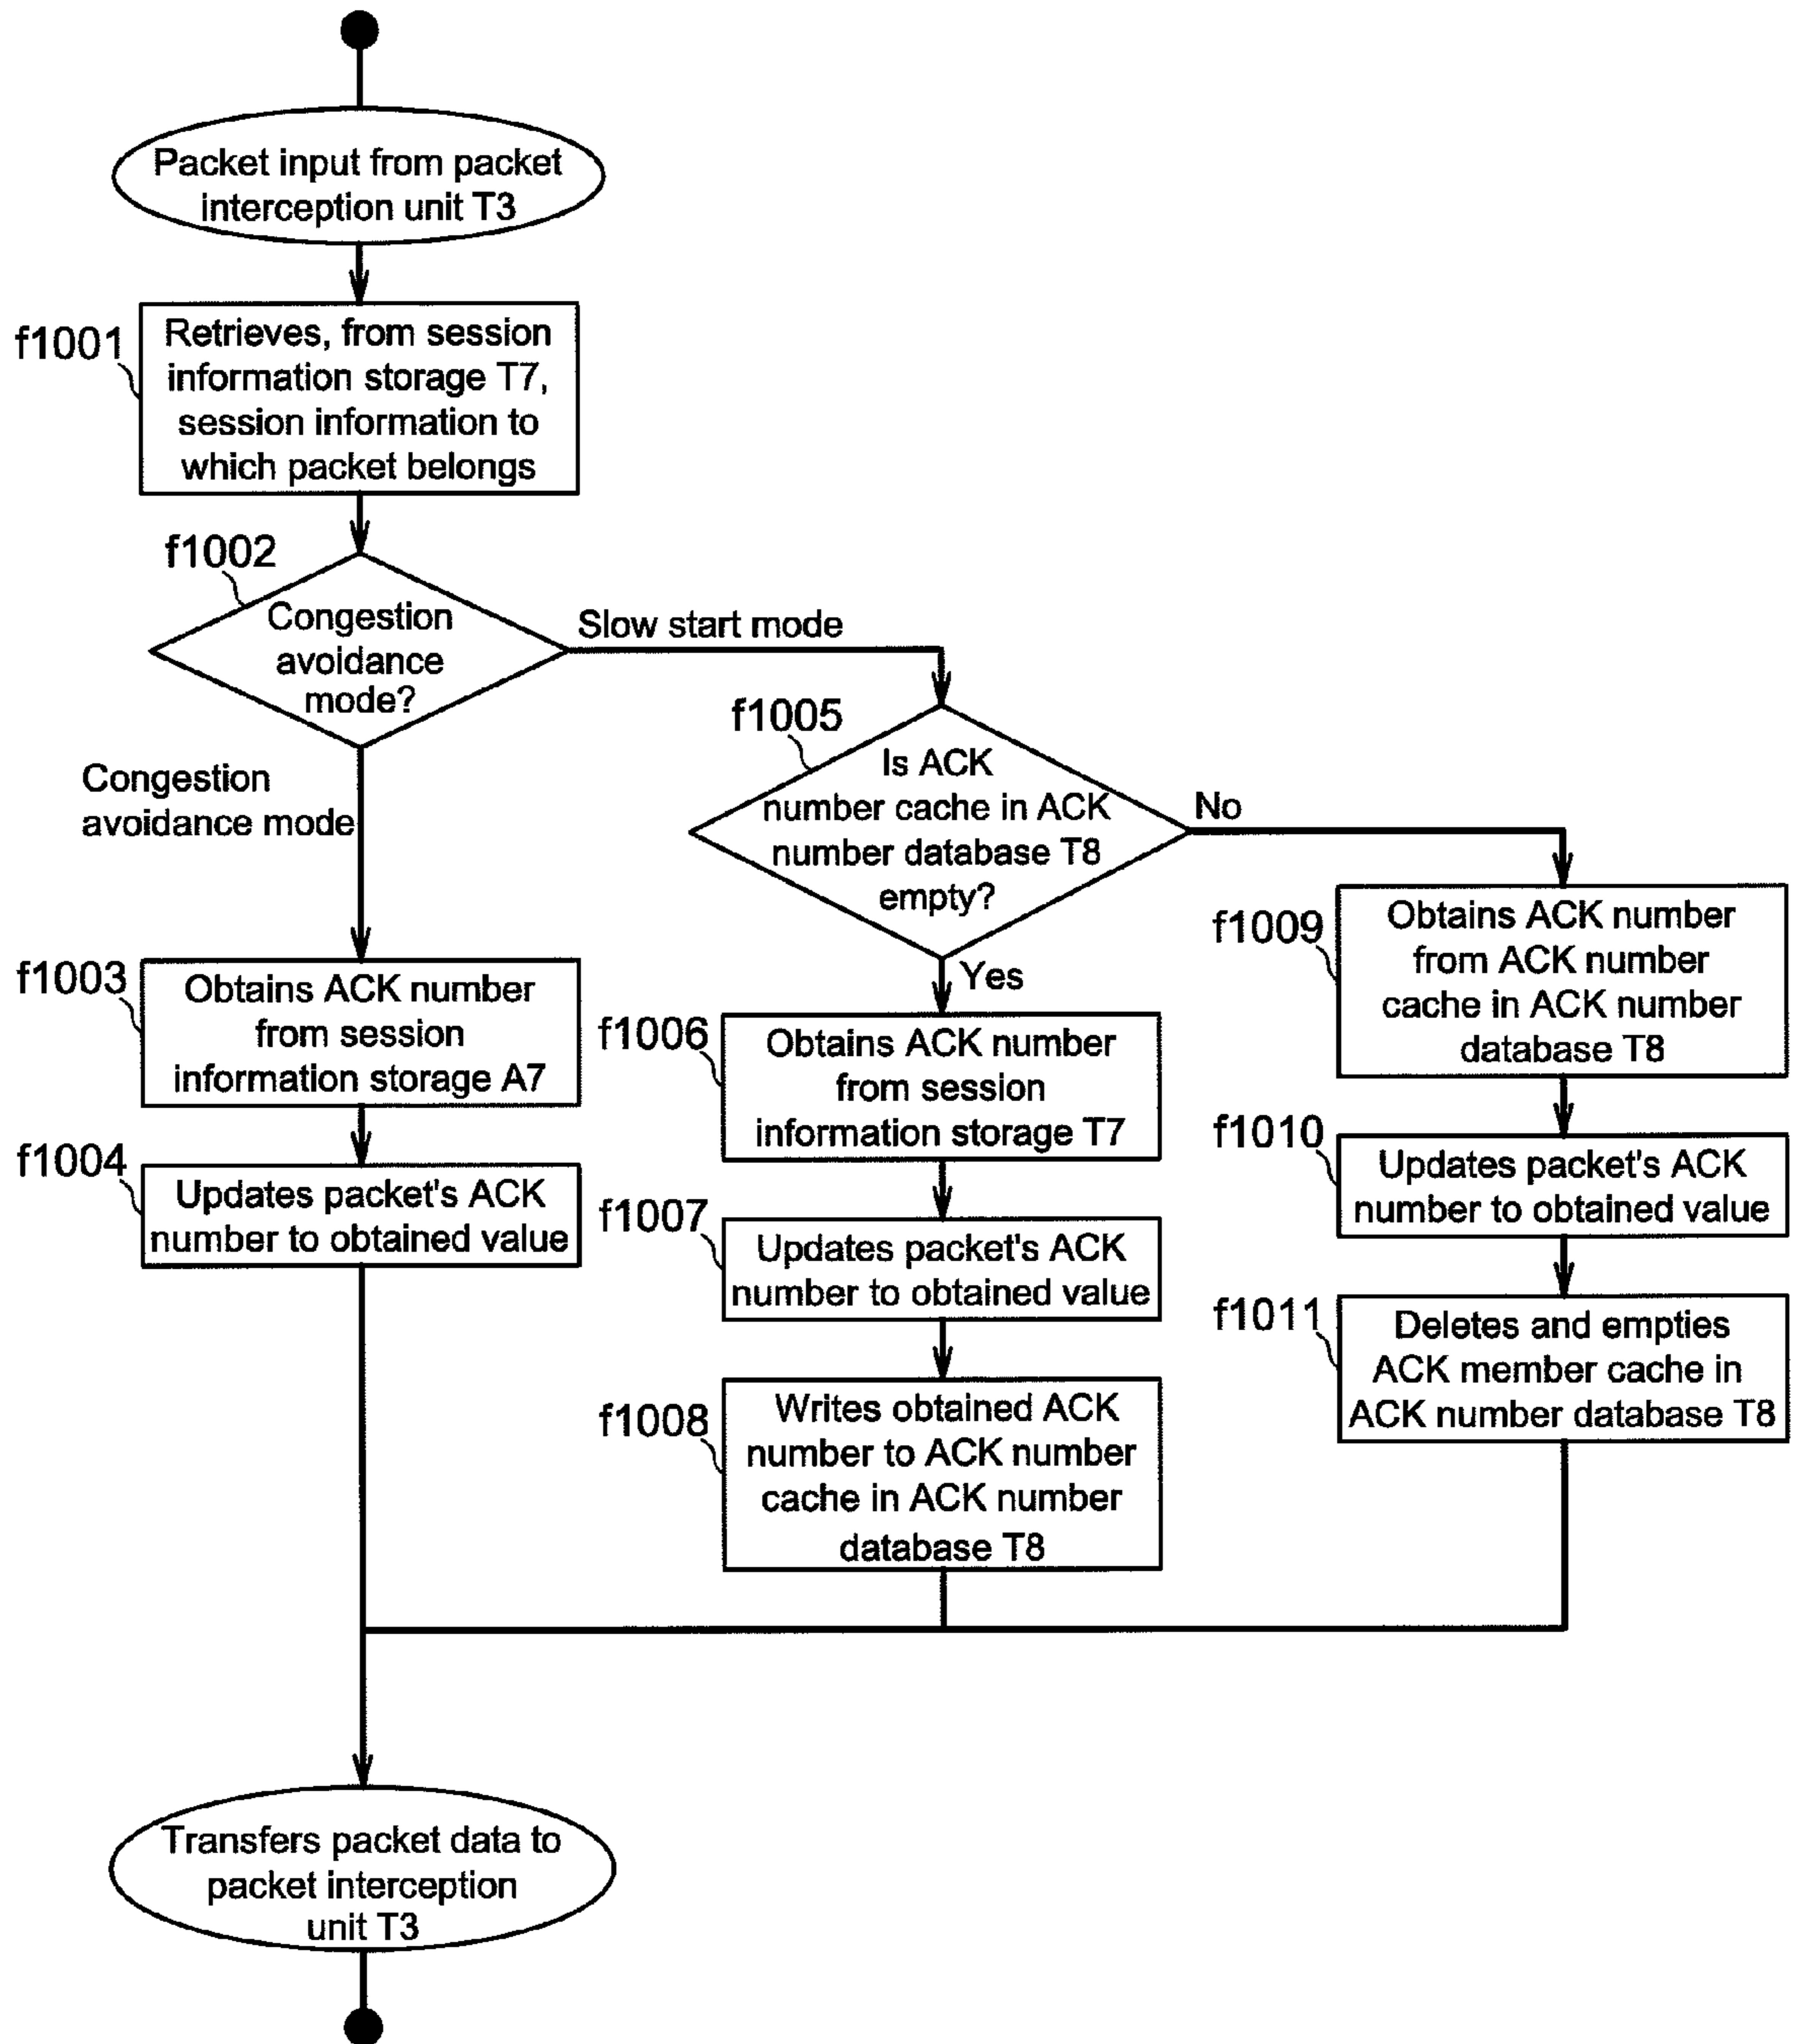 Packet input from packet
interception unit T3
f1001
Retrieves, from session
information storage T7,
session information to
which packet belongs
f1002
Congestion
avoidance
mode?
Slow start mode
Congestion
avoidance mode
f1005
Is ACK
number cache in ACK
number database T8
empty?
No
Yes
f1003
Obtains ACK number
from session
information storage A7
f1004
Updates packet's ACK
number to obtained value
f1006
Obtains ACK number
from session
information storage T7
f1007
Updates packet's ACK
number to obtained value
f1008
Writes obtained ACK
number to ACK number
cache in ACK number
database T8
f1009
Obtains ACK number
from ACK number
cache in ACK number
database T8
f1010
Updates packet's ACK
number to obtained value
f1011
Deletes and empties
ACK member cache in
ACK number database T8
Transfers packet data to
packet interception
unit T3